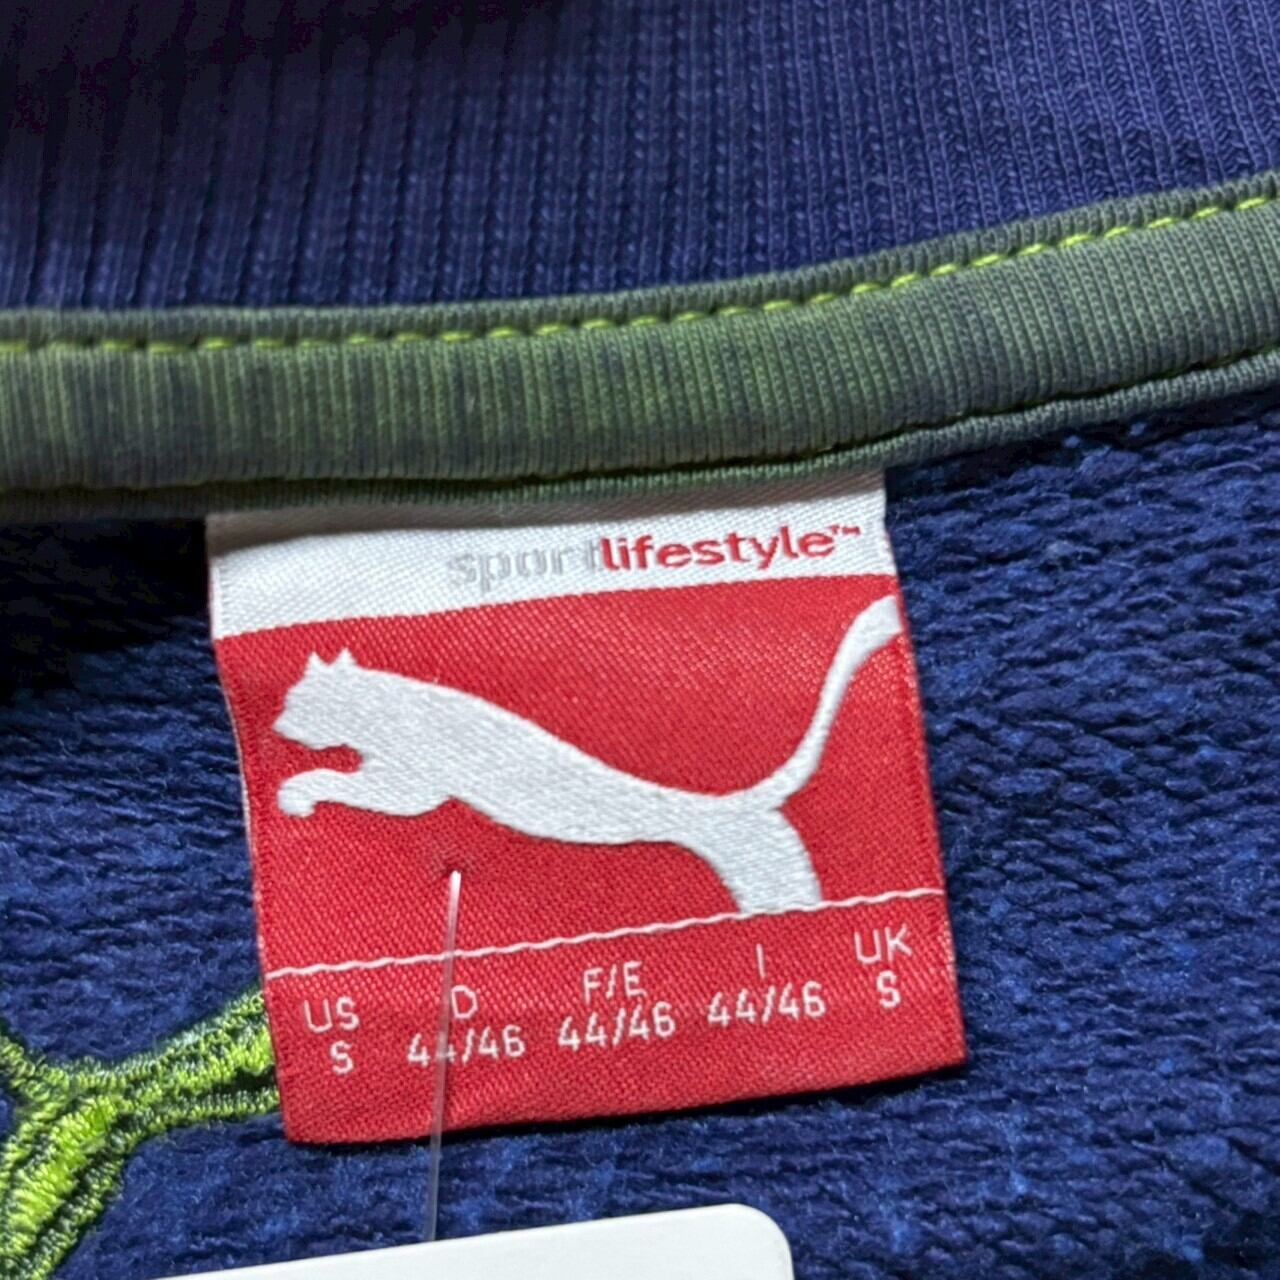 sportlifestyle™
US D F/E I UK
S 44/46 44/46 44/46 S